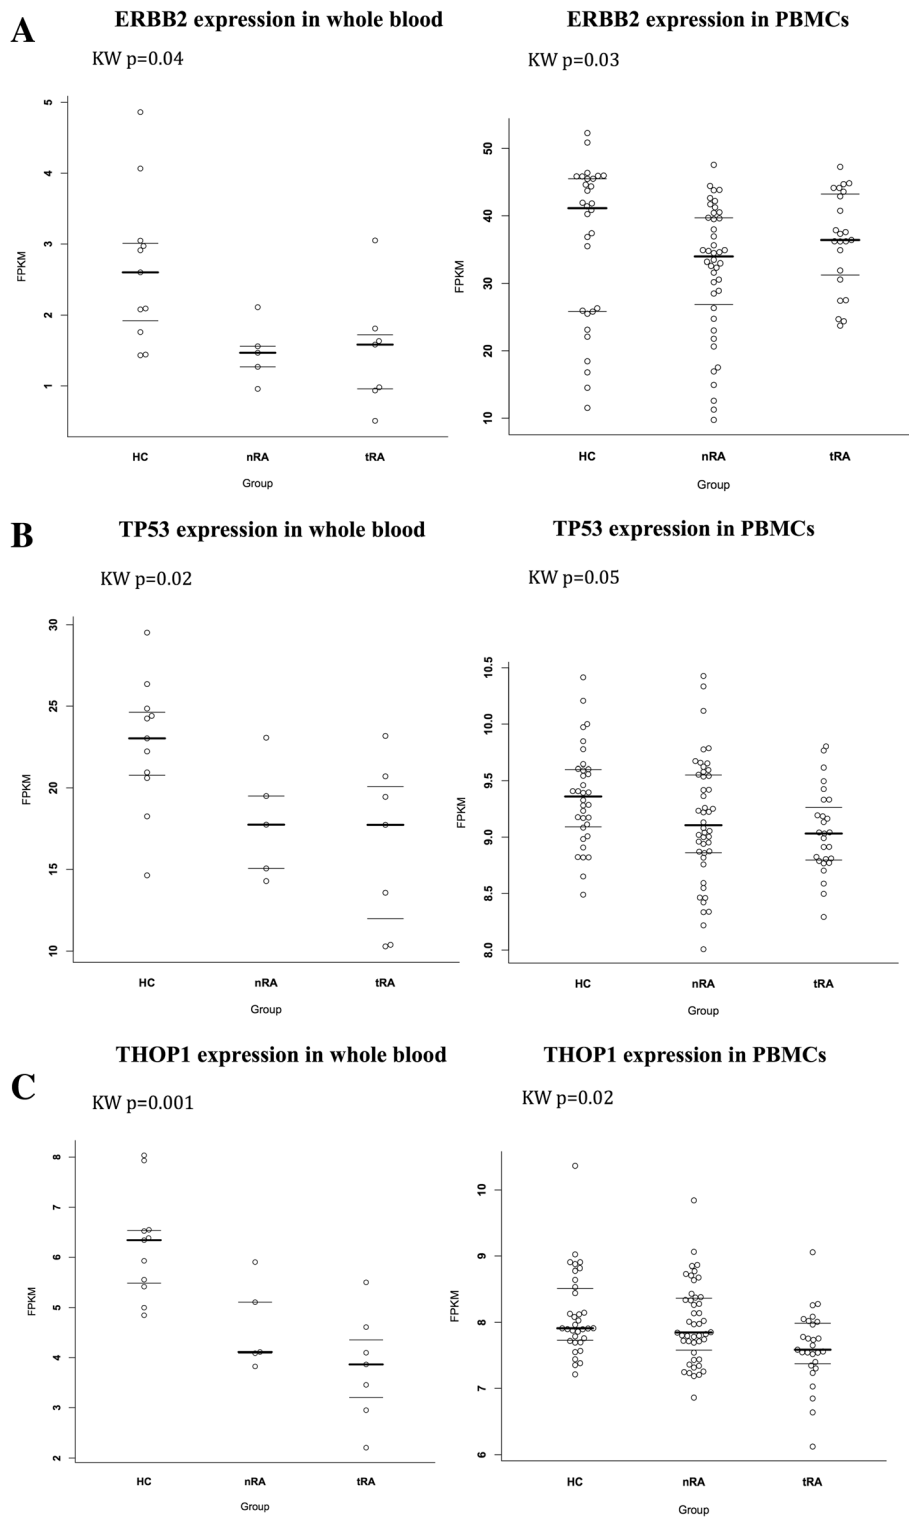 A
ERBB2 expression in whole blood
KW p=0.04
5
4
3
2
1
FPKM
HC nRA tRA
Group
ERBB2 expression in PBMCs
KW p=0.03
50
40
30
20
10
FPKM
HC nRA tRA
Group
B
TP53 expression in whole blood
KW p=0.02
30
25
20
15
10
FPKM
HC nRA tRA
Group
TP53 expression in PBMCs
KW p=0.05
10.5
10.0
9.5
9.0
8.5
8.0
FPKM
HC nRA tRA
Group
C
THOP1 expression in whole blood
KW p=0.001
8
7
6
5
4
3
2
FPKM
HC nRA tRA
Group
THOP1 expression in PBMCs
KW p=0.02
10
9
8
7
6
FPKM
HC nRA tRA
Group